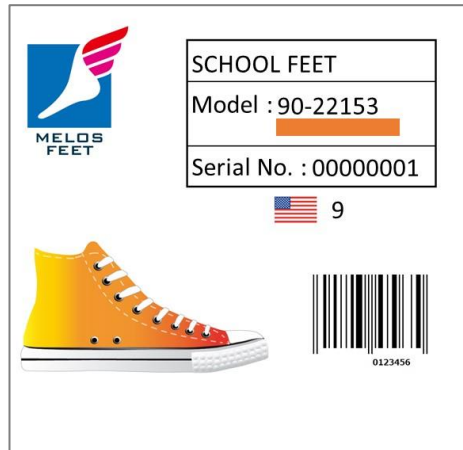 MELOS
FEET
SCHOOL FEET
Model : 90-22153
Serial No. : 00000001
9
0123456